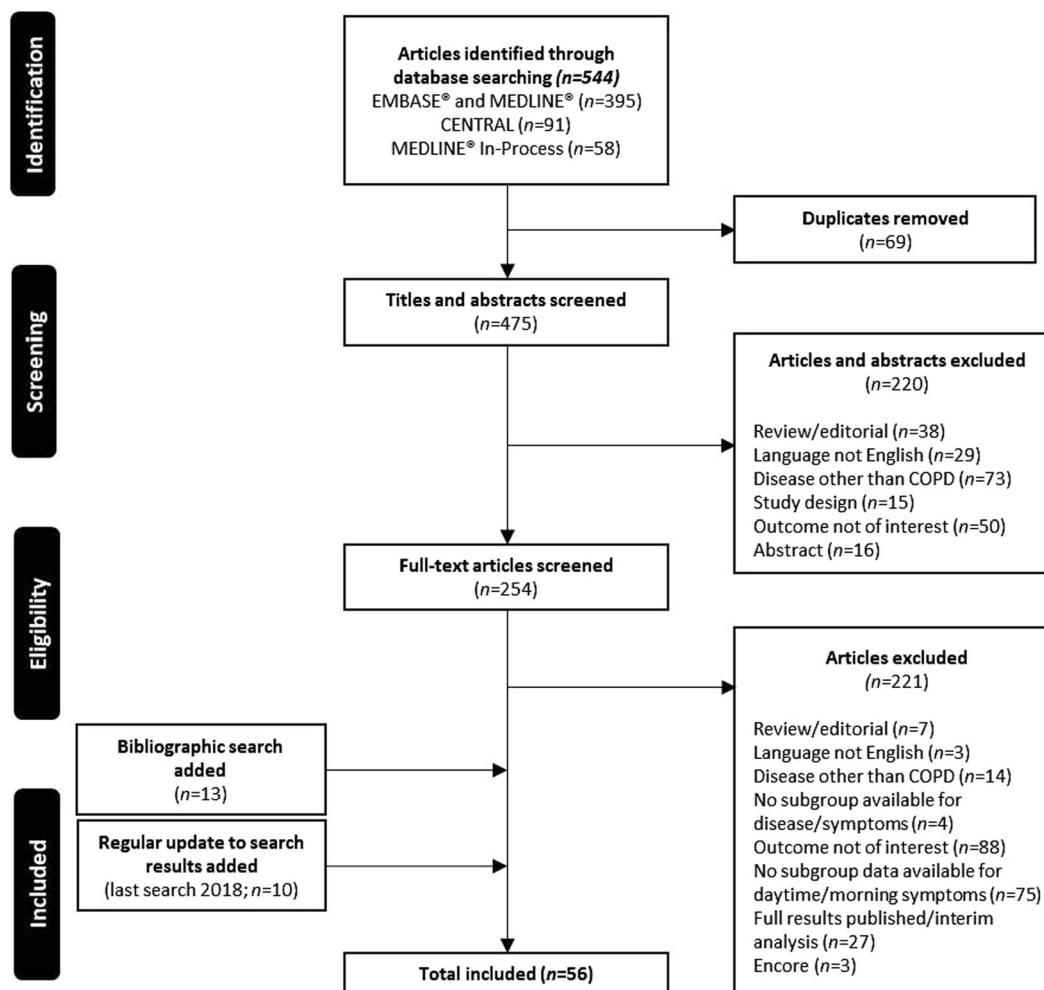 Identification
Articles identified through
database searching (n=544)
EMBASE® and MEDLINE® (n=395)
CENTRAL (n=91)
MEDLINE® In-Process (n=58)
Duplicates removed
(n=69)
Screening
Titles and abstracts screened
(n=475)
Articles and abstracts excluded
(n=220)
Review/editorial (n=38)
Language not English (n=29)
Disease other than COPD (n=73)
Study design (n=15)
Outcome not of interest (n=50)
Abstract (n=16)
Eligibility
Full-text articles screened
(n=254)
Articles excluded
(n=221)
Review/editorial (n=7)
Language not English (n=3)
Disease other than COPD (n=14)
No subgroup available for
disease/symptoms (n=4)
Outcome not of interest (n=88)
No subgroup data available for
daytime/morning symptoms (n=75)
Full results published/interim
analysis (n=27)
Encore (n=3)
Bibliographic search
added
(n=13)
Included
Regular update to search
results added
(last search 2018; n=10)
Total included (n=56)